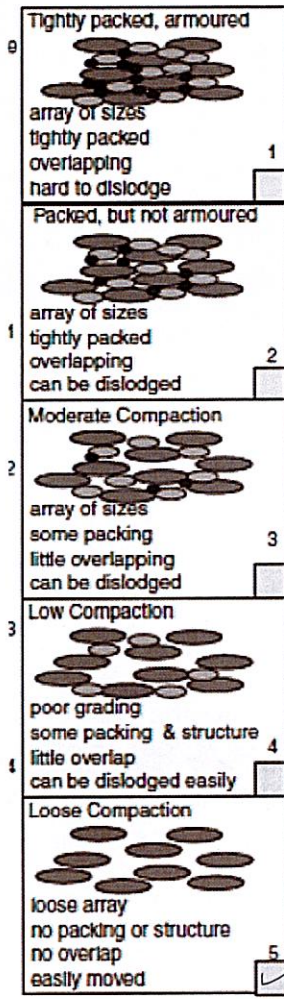 Tightly packed, armoured
array of sizes
tightly packed
overlapping
hard to dislodge
1
Packed, but not armoured
array of sizes
tightly packed
overlapping
can be dislodged
2
Moderate Compaction
array of sizes
some packing
little overlapping
can be dislodged
3
Low Compaction
poor grading
some packing & structure
little overlap
can be dislodged easily
4
Loose Compaction
loose array
no packing or structure
no overlap
easily moved
5